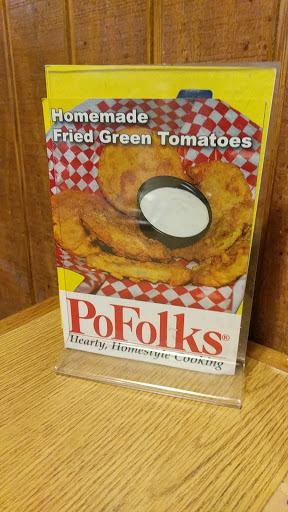 Homemade
Fried Green Tomatoes
PoFolks®
Hearty, Homestyle Cooking